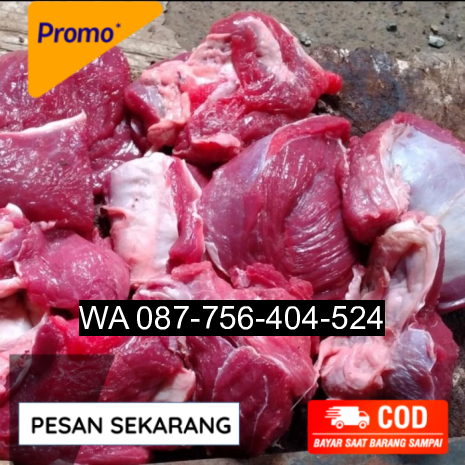 Promo*
WA 087-756-404-524
PESAN SEKARANG
COD
BAYAR SAAT BARANG SAMPAI